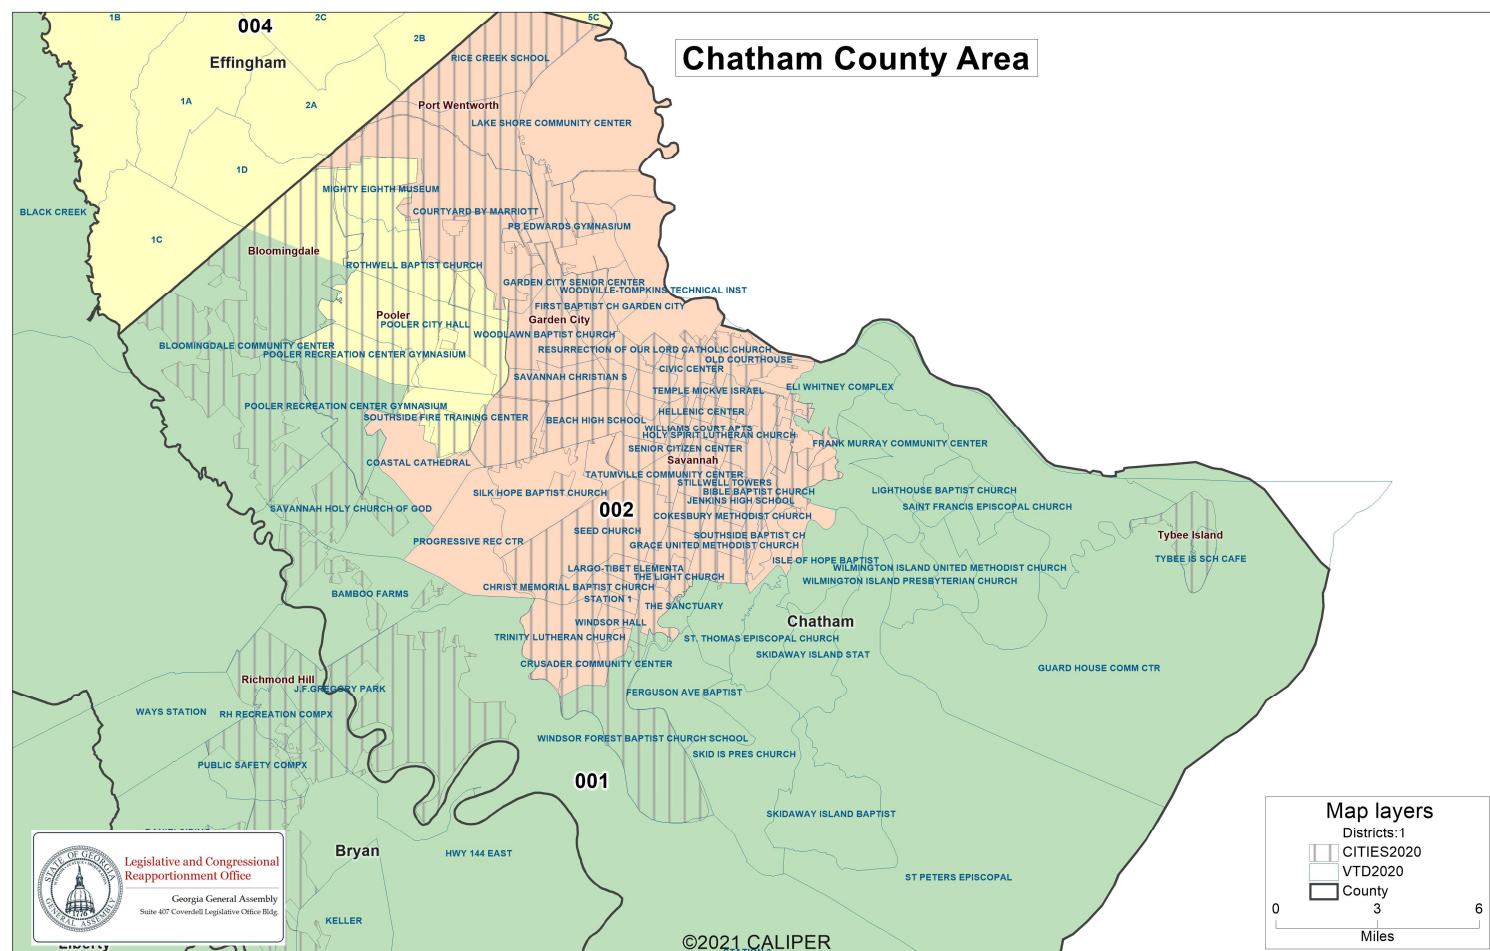 1B
2C
5C
004
2B
Chatham County Area
Effingham
RICE CREEK SCHOOL
1A
2A
Port Wentworth
LAKE SHORE COMMUNITY CENTER
1D
MIGHTY EIGHTH MUSEUM
BLACK CREEK
COURTYARD BY MARRIOTT
PB EDWARDS GYMNASIUM
1C
Bloomingdale
ROTHWELL BAPTIST CHURCH
GARDEN CITY SENIOR CENTER
WOODVILLE-TOMPKINS TECHNICAL INST
FIRST BAPTIST CH GARDEN CITY
Pooler
Garden City
POOLER CITY HALL
WOODLAWN BAPTIST CHURCH
BLOOMINGDALE COMMUNITY CENTER
POOLER RECREATION CENTER GYMNASIUM
RESURRECTION OF OUR LORD CATHOLIC CHURCH
OLD COURTHOUSE
CIVIC CENTER
SAVANNAH CHRISTIAN S
ELI WHITNEY COMPLEX
TEMPLE MICKVE ISRAEL
POOLER RECREATION CENTER GYMNASIUM
HELLENIC CENTER
SOUTHSIDE FIRE TRAINING CENTER
BEACH HIGH SCHOOL
WILLIAMS COURT APTS
HOLY SPIRIT LUTHERAN CHURCH
FRANK MURRAY COMMUNITY CENTER
SENIOR CITIZEN CENTER
COASTAL CATHEDRAL
Savannah
TATUMVILLE COMMUNITY CENTER
STILLWELL TOWERS
SILK HOPE BAPTIST CHURCH
BIBLE BAPTIST CHURCH
LIGHTHOUSE BAPTIST CHURCH
JENKINS HIGH SCHOOL
SAVANNAH HOLY CHURCH OF GOD
002
SAINT FRANCIS EPISCOPAL CHURCH
COKESBURY METHODIST CHURCH
SEED CHURCH
SOUTHSIDE BAPTIST CH
Tybee Island
PROGRESSIVE REC CTR
GRACE UNITED METHODIST CHURCH
TYBEE IS SCH CAFE
ISLE OF HOPE BAPTIST
LARGO-TIBET ELEMENTA
WILMINGTON ISLAND UNITED METHODIST CHURCH
THE LIGHT CHURCH
WILMINGTON ISLAND PRESBYTERIAN CHURCH
CHRIST MEMORIAL BAPTIST CHURCH
BAMBOO FARMS
STATION 1
THE SANCTUARY
WINDSOR HALL
Chatham
TRINITY LUTHERAN CHURCH
ST. THOMAS EPISCOPAL CHURCH
SKIDAWAY ISLAND STAT
CRUSADER COMMUNITY CENTER
GUARD HOUSE COMM CTR
Richmond Hill
J.F.GREGORY PARK
FERGUSON AVE BAPTIST
WAYS STATION
RH RECREATION COMPX
WINDSOR FOREST BAPTIST CHURCH SCHOOL
SKID IS PRES CHURCH
PUBLIC SAFETY COMPX
001
SKIDAWAY ISLAND BAPTIST
Bryan
HWY 144 EAST
ST PETERS EPISCOPAL
KELLER
Liberty
STATE OF GEORGIA
GENERAL ASSEMBLY
1776
Legislative and Congressional
Reapportionment Office
Georgia General Assembly
Suite 407 Coverdell Legislative Office Bldg.
©2021 CALIPER
Map layers
Districts:1
CITIES2020
VTD2020
County
0 3 6
Miles